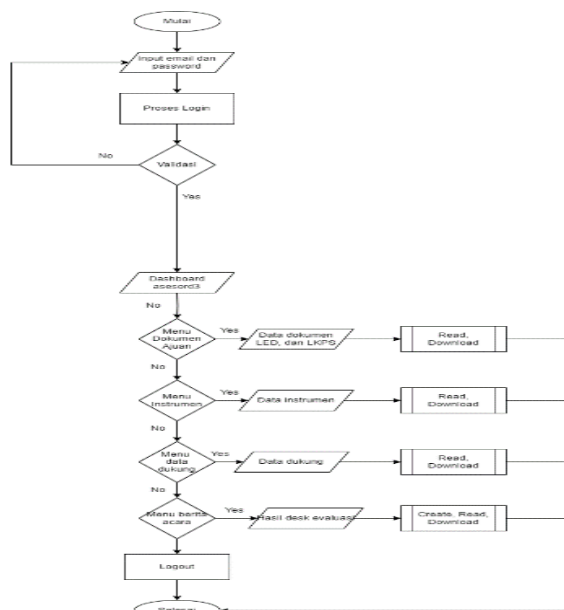 Mulai
Input email dan
password
Proses Login
No
Validasi
Yes
Dashboard
asesord3
No
Menu
Dokumen
Ajuan
Yes
Data dokumen
LED, dan LKPS
Read,
Download
No
Menu
Instrumen
Yes
Data instrumen
Read,
Download
No
Menu
data
dukung
Yes
Data dukung
Read,
Download
No
Menu berita
acara
Yes
Hasil desk evaluasi
Create, Read,
Download
Logout
Selesai